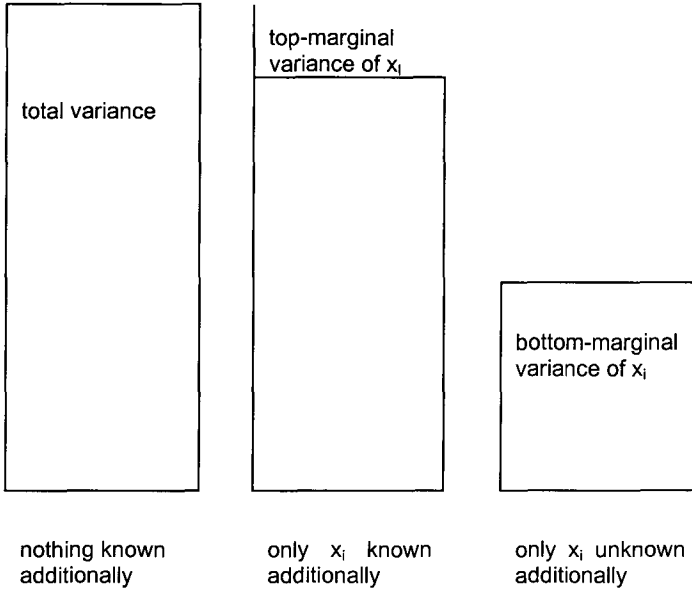 top-marginal
variance of xᵢ
total variance
bottom-marginal
variance of xᵢ
nothing known
additionally
only xᵢ known
additionally
only xᵢ unknown
additionally